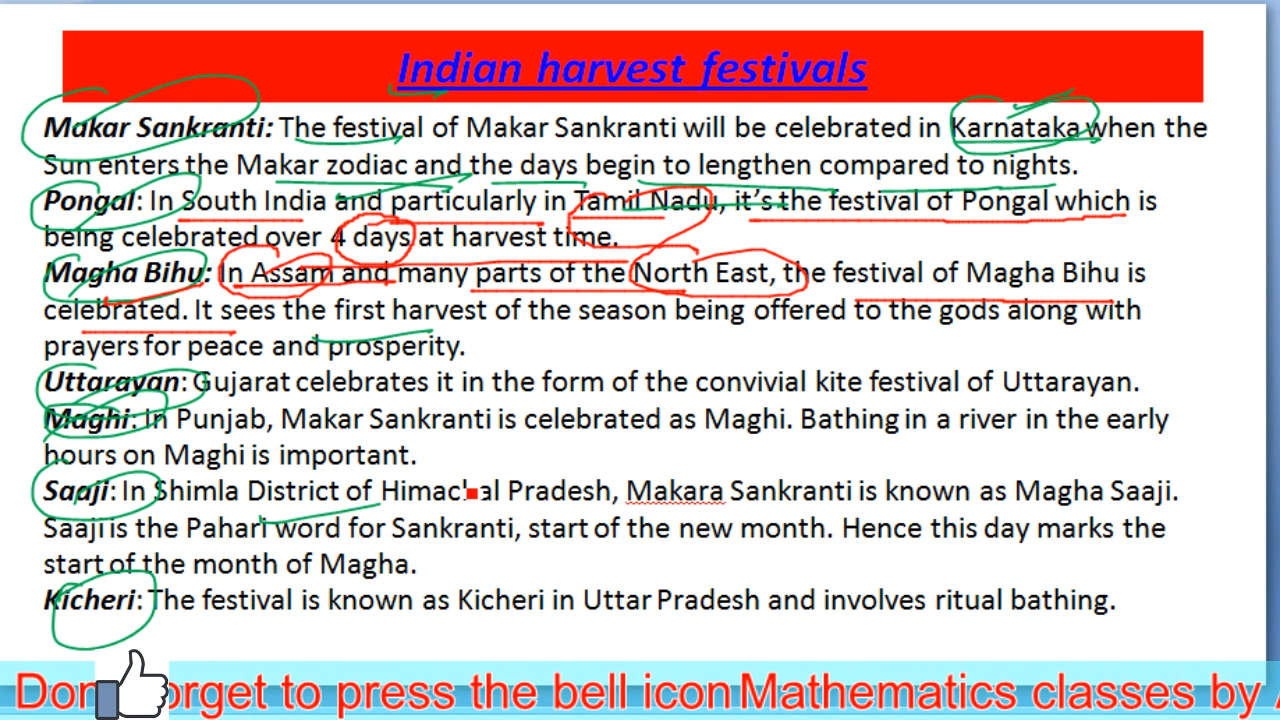 Indian harvest festivals
Makar Sankranti: The festival of Makar Sankranti will be celebrated in Karnataka when the
Sun enters the Makar zodiac and the days begin to lengthen compared to nights.
Pongal: In South India and particularly in Tamil Nadu, it's the festival of Pongal which is
being celebrated over 4 days at harvest time.
Magha Bihu: In Assam and many parts of the North East, the festival of Magha Bihu is
celebrated. It sees the first harvest of the season being offered to the gods along with
prayers for peace and prosperity.
Uttarayan: Gujarat celebrates it in the form of the convivial kite festival of Uttarayan.
Maghi: In Punjab, Makar Sankranti is celebrated as Maghi. Bathing in a river in the early
hours on Maghi is important.
Saaji: In Shimla District of Himachal Pradesh, Makara Sankranti is known as Magha Saaji.
Saaji is the Pahari word for Sankranti, start of the new month. Hence this day marks the
start of the month of Magha.
Kicheri: The festival is known as Kicheri in Uttar Pradesh and involves ritual bathing.
Don't forget to press the bell icon Mathematics classes by